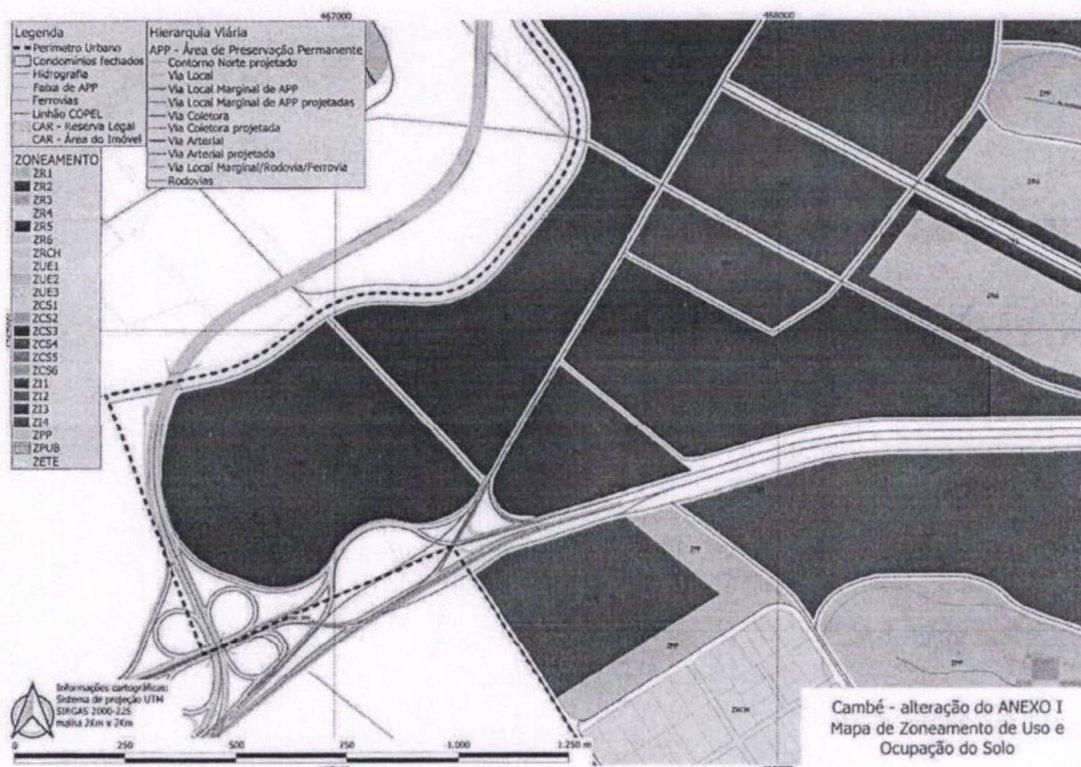 467000
468000
Legenda
Perímetro Urbano
Condomínios fechados
Hidrografia
Faixa de APP
Ferrovias
Linhão COPEL
CAR - Reserva Legal
CAR - Área do Imóvel
Hierarquia Viária
APP - Área de Preservação Permanente
Contorno Norte projetado
Via Local
Via Local Marginal de APP
Via Local Marginal de APP projetadas
Via Coletora
Via Coletora projetada
Via Arterial
Via Arterial projetada
Via Local Marginal/Rodovia/Ferrovia
Rodovias
ZONEAMENTO
ZR1
ZR2
ZR3
ZR4
ZR5
ZR6
ZRCH
ZUE1
ZUE2
ZUE3
ZCS1
ZCS2
ZCS3
ZCS4
ZCS5
ZCS6
ZI1
ZI2
ZI3
ZI4
ZPP
ZPUB
ZETE
ZPP
ZR6
ZR6
ZPP
ZPP
ZPP
ZRCH
Informações cartográficas:
Sistema de projeção UTM
SIRGAS 2000-22S
malha 2Km x 2Km
0 250 500 750 1.000 1.250 m
Cambé - alteração do ANEXO I
Mapa de Zoneamento de Uso e
Ocupação do Solo